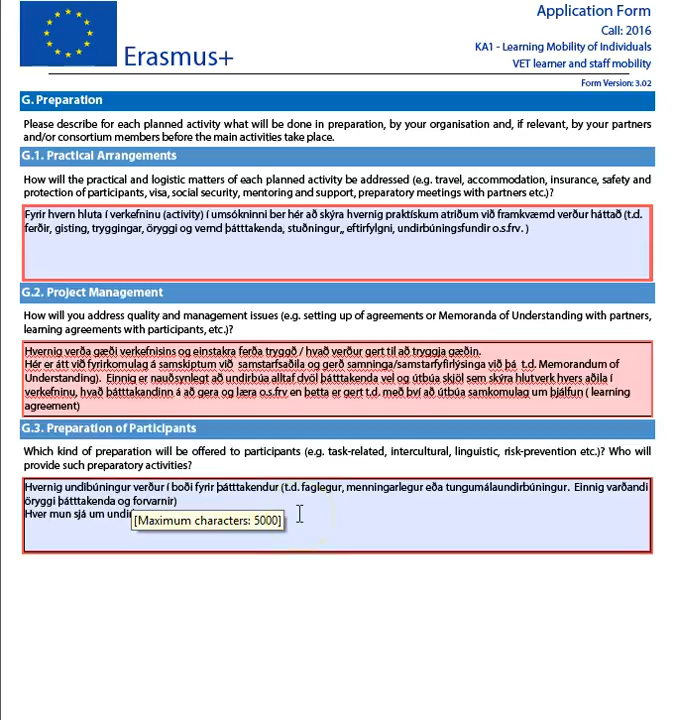 Application Form
Call: 2016
KA1 - Learning Mobility of Individuals
Erasmus+
VET learner and staff mobility
Form Version: 3.02
G. Preparation
Please describe for each planned activity what will be done in preparation, by your organisation and, if relevant, by your partners
and/or consortium members before the main activities take place.
G.1. Practical Arrangements
How will the practical and logistic matters of each planned activity be addressed (e.g. travel, accommodation, insurance, safety and
protection of participants, visa, social security, mentoring and support, preparatory meetings with partners etc.)?
Fyrir hvern hluta í verkefninu (activity) í umsókninni ber hér að skýra hvernig praktískum atriðum við framkvæmd verður háttað (t.d.
ferðir, gisting, tryggingar, öryggi og vernd þátttakenda, stuðningur,, eftirfylgni, undirbúningsfundir o.s.frv. )
G.2. Project Management
How will you address quality and management issues (e.g. setting up of agreements or Memoranda of Understanding with partners,
learning agreements with participants, etc.)?
Hvernig verða gæði verkefnisins og einstakra ferða tryggð / hvað verður gert til að tryggja gæðin.
Hér er átt við fyrirkomulag á samskiptum við  samstarfsaðila og gerð samninga/samstarfyfirlýsinga við þá  t.d. Memorandum of
Understanding).  Einnig er nauðsynlegt að undirbúa alltaf dvöl þátttakenda vel og útbúa skjöl sem skýra hlutverk hvers aðila í
verkefninu, hvað þátttakandinn á að gera og læra o.s.frv en þetta er gert t.d. með því að útbúa samkomulag um þjálfun ( learning
agreement)
G.3. Preparation of Participants
Which kind of preparation will be offered to participants (e.g. task-related, intercultural, linguistic, risk-prevention etc.)? Who will
provide such preparatory activities?
Hvernig undibúningur verður í boði fyrir þátttakendur (t.d. faglegur, menningarlegur eða tungumálaundirbúningur.  Einnig varðandi
öryggi þátttakenda og forvarnir)
Hver mun sjá um undir
[Maximum characters: 5000]